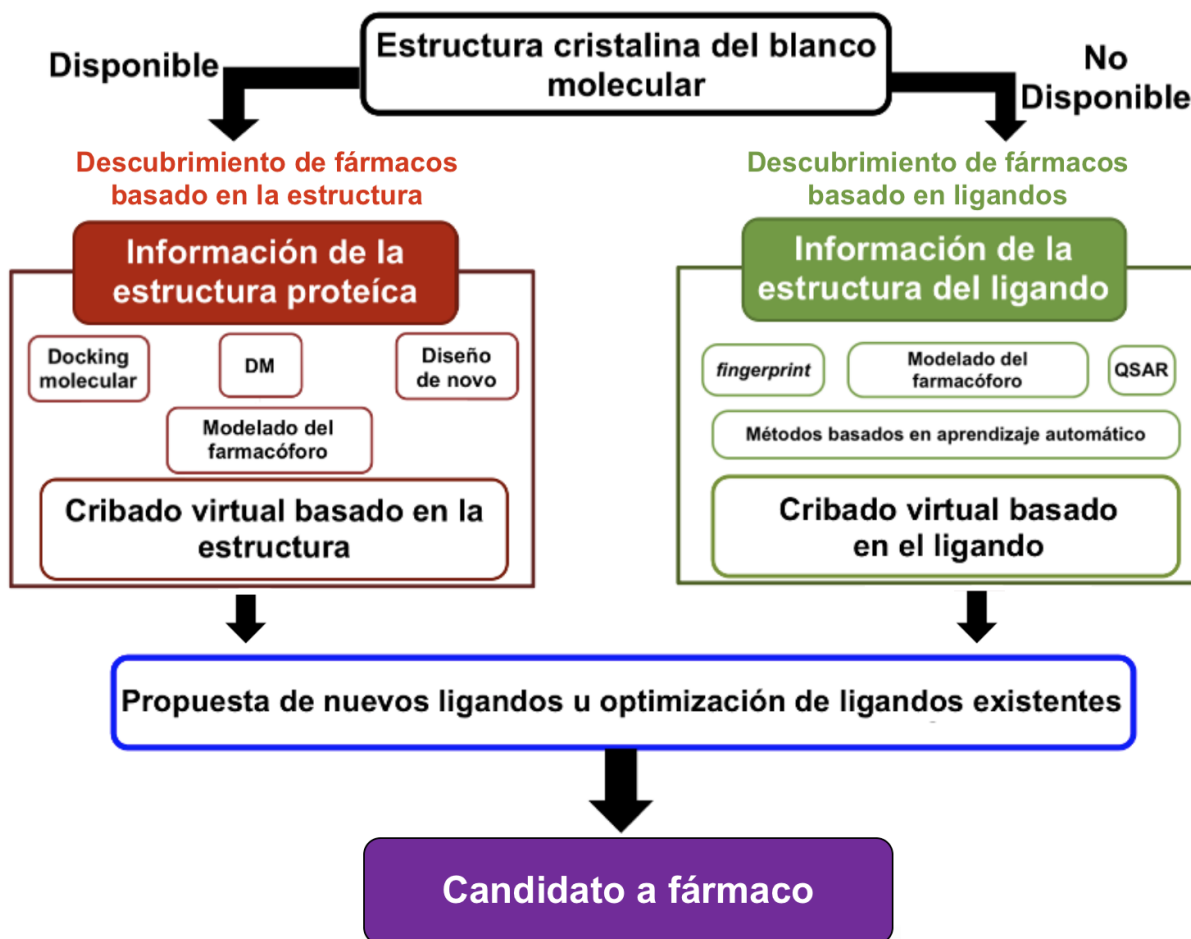 Estructura cristalina del blanco
molecular
Disponible
No
Disponible
Descubrimiento de fármacos
basado en la estructura
Información de la
estructura proteíca
Docking
molecular
DM
Diseño
de novo
Modelado del
farmacóforo
Cribado virtual basado en la
estructura
Descubrimiento de fármacos
basado en ligandos
Información de la
estructura del ligando
fingerprint
Modelado del
farmacóforo
QSAR
Métodos basados en aprendizaje automático
Cribado virtual basado
en el ligando
Propuesta de nuevos ligandos u optimización de ligandos existentes
Candidato a fármaco